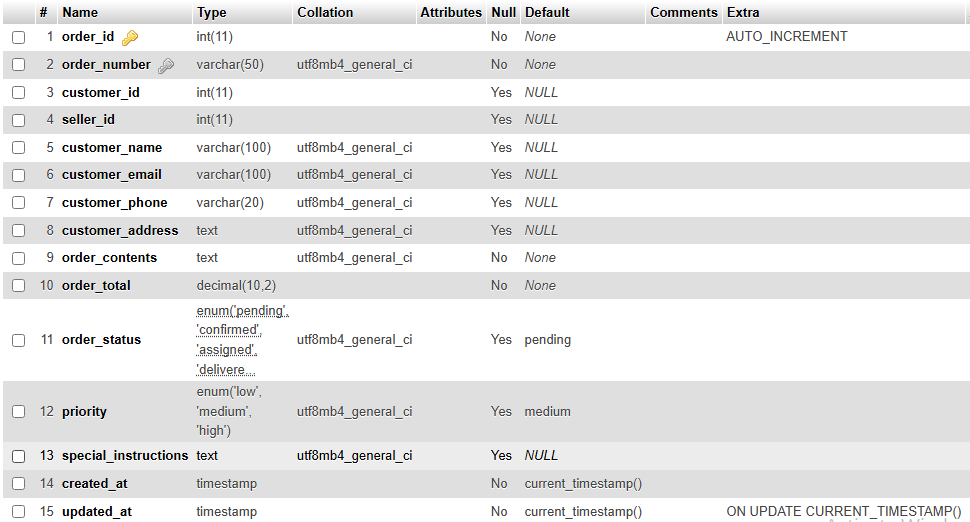 # Name Type Collation Attributes Null Default Comments Extra
1 order_id int(11) No None AUTO_INCREMENT
2 order_number varchar(50) utf8mb4_general_ci No None
3 customer_id int(11) Yes NULL
4 seller_id int(11) Yes NULL
5 customer_name varchar(100) utf8mb4_general_ci Yes NULL
6 customer_email varchar(100) utf8mb4_general_ci Yes NULL
7 customer_phone varchar(20) utf8mb4_general_ci Yes NULL
8 customer_address text utf8mb4_general_ci Yes NULL
9 order_contents text utf8mb4_general_ci No None
10 order_total decimal(10,2) No None
enum('pending',
'confirmed',
11 order_status utf8mb4_general_ci Yes pending
'assigned',
'delivere...
enum('low',
12 priority 'medium', utf8mb4_general_ci Yes medium
'high')
13 special_instructions text utf8mb4_general_ci Yes NULL
14 created_at timestamp No current_timestamp()
15 updated_at timestamp No current_timestamp() ON UPDATE CURRENT_TIMESTAMP()